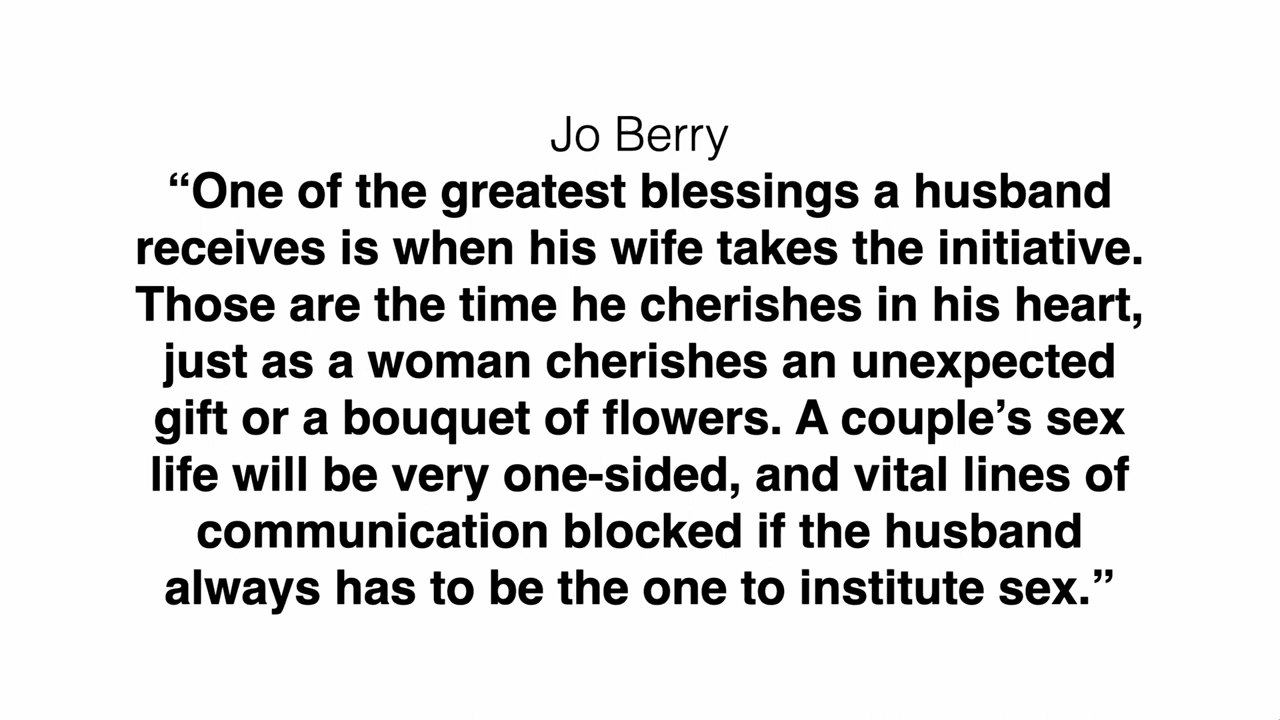 Jo Berry
“One of the greatest blessings a husband
receives is when his wife takes the initiative.
Those are the time he cherishes in his heart,
just as a woman cherishes an unexpected
gift or a bouquet of flowers. A couple’s sex
life will be very one-sided, and vital lines of
communication blocked if the husband
always has to be the one to institute sex.”